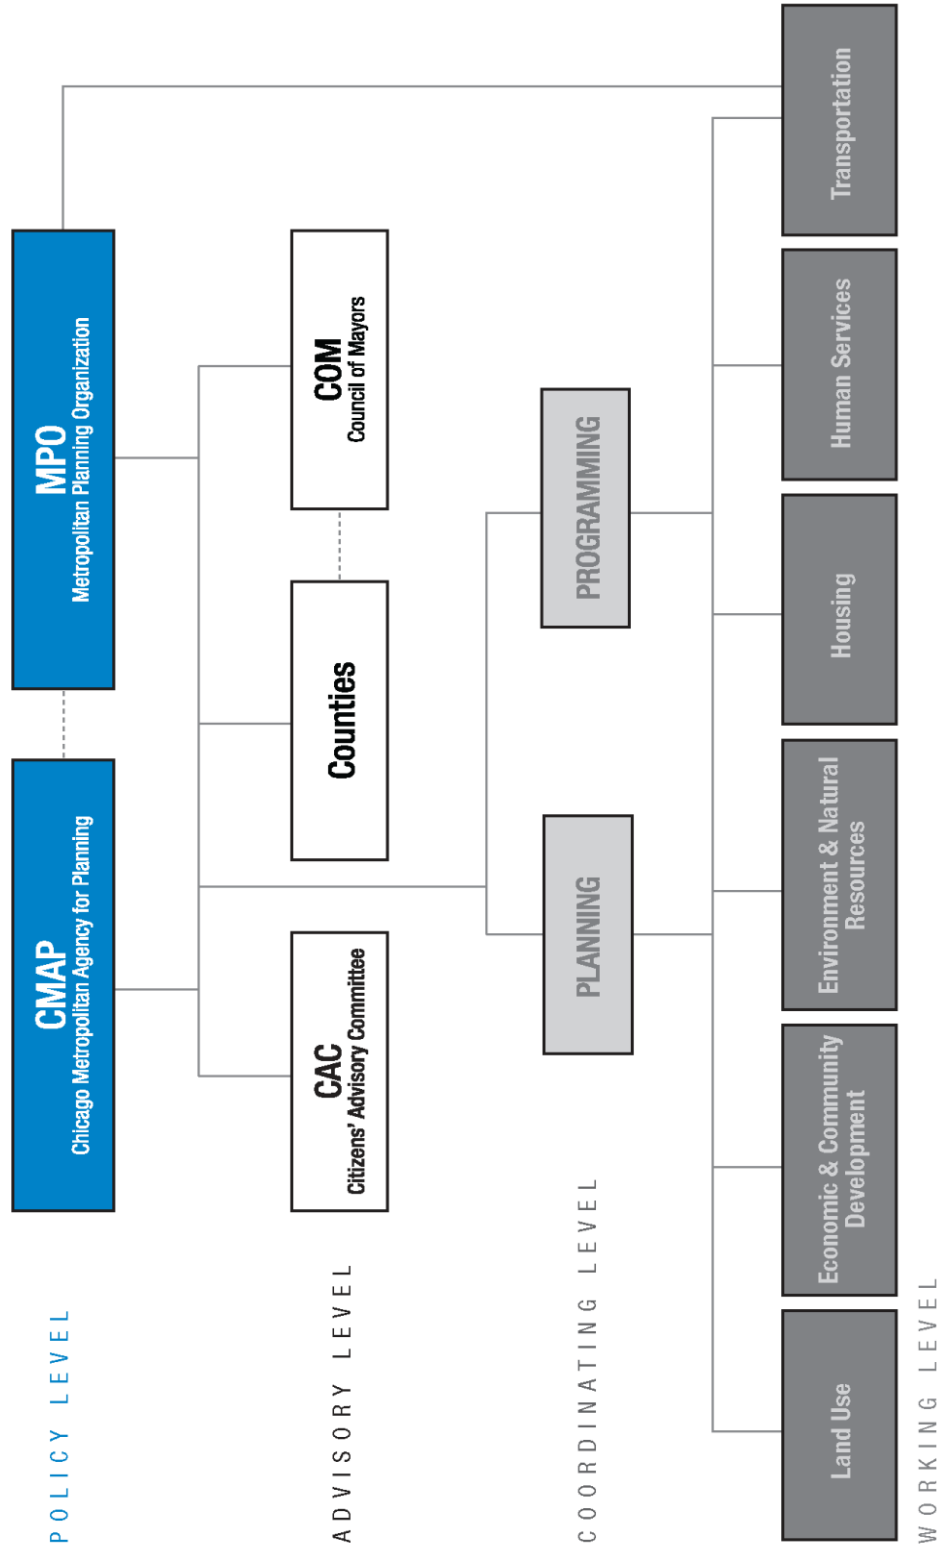 POLICY LEVEL
CMAP
Chicago Metropolitan Agency for Planning
MPO
Metropolitan Planning Organization
ADVISORY LEVEL
CAC
Citizens' Advisory Committee
Counties
COM
Council of Mayors
COORDINATING LEVEL
PLANNING
PROGRAMMING
Land Use
Economic & Community
Development
Environment & Natural
Resources
Housing
Human Services
Transportation
WORKING LEVEL